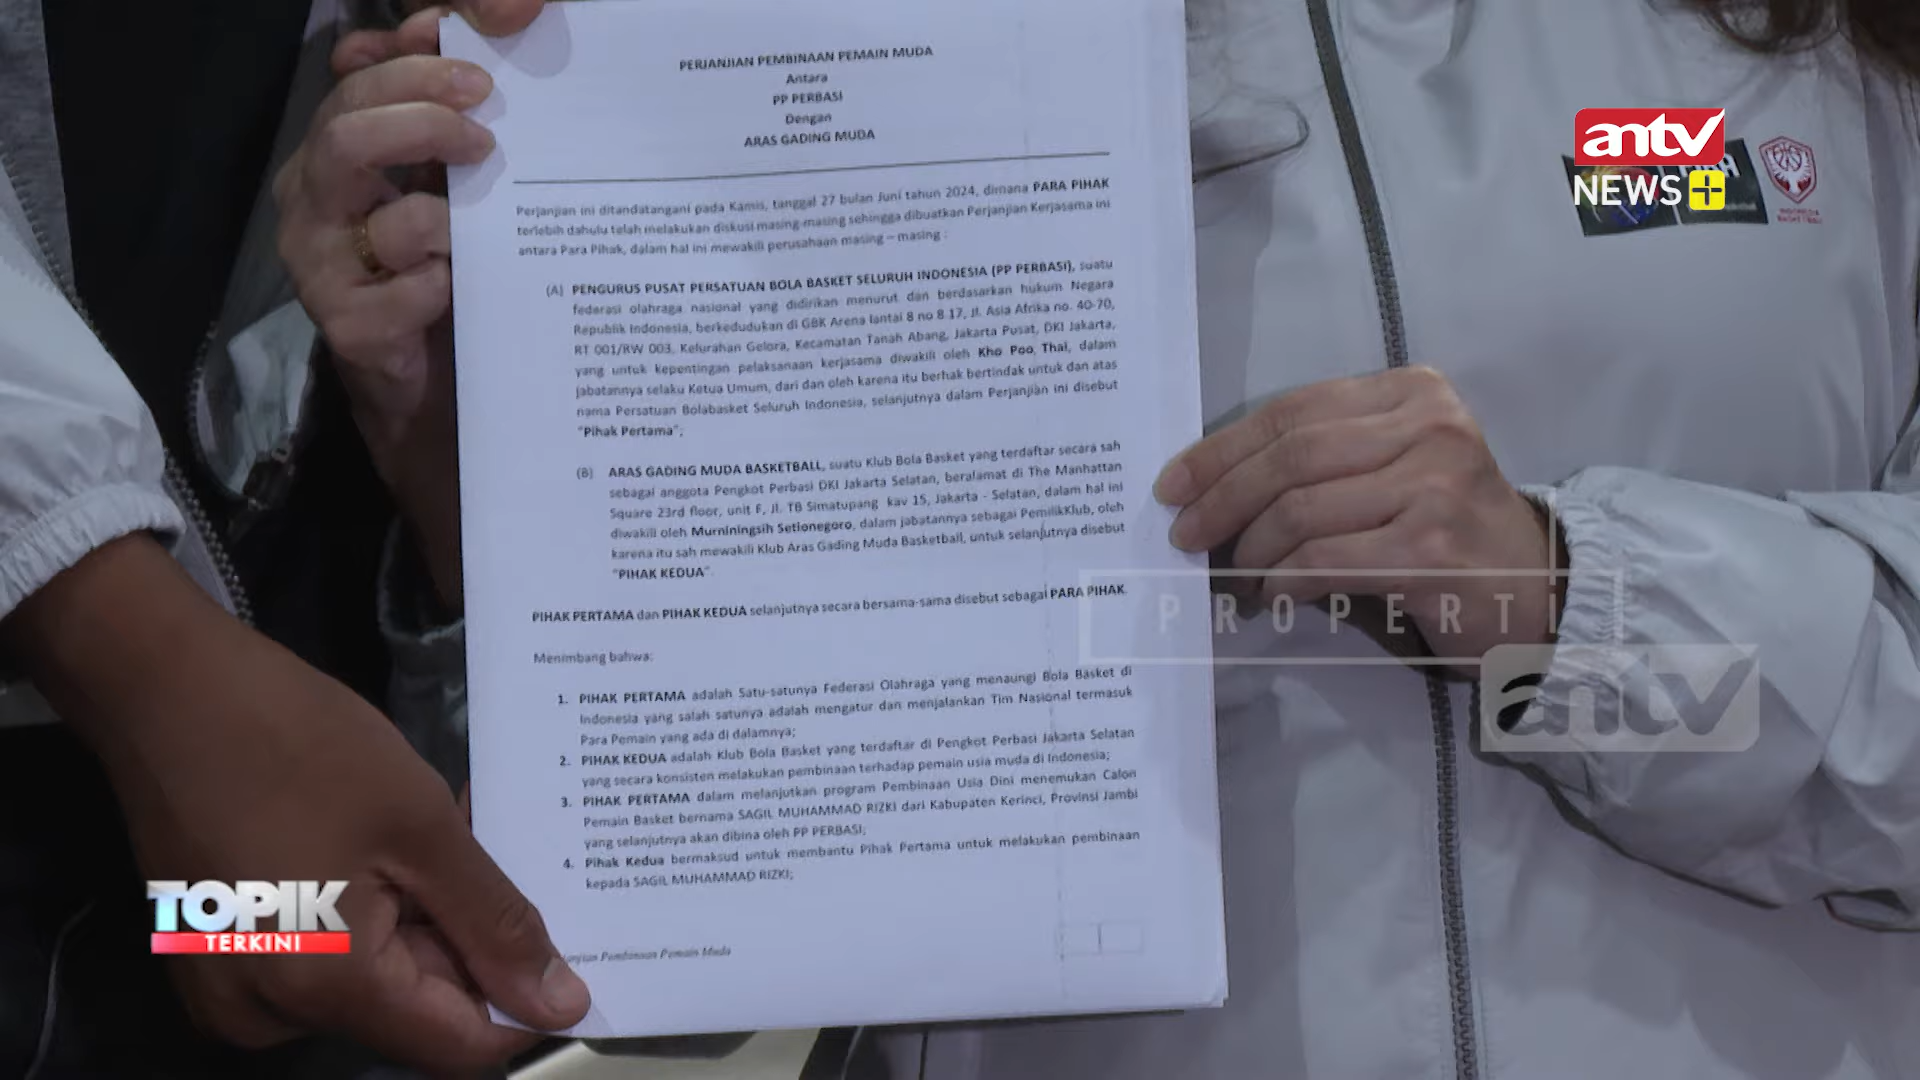 PERJANJIAN PEMBINAAN PEMAIN MUDA
Antara
PP PERBASI
Dengan
ARAS GADING MUDA
Perjanjian ini ditandatangani pada Kamis, tanggal 27 bulan Juni tahun 2024, dimana PARA PIHAK
terlebih dahulu telah melakukan diskusi masing-masing sehingga dibuatkan Perjanjian Kerjasama ini
antara Para Pihak, dalam hal ini mewakili perusahaan masing – masing :
(A) PENGURUS PUSAT PERSATUAN BOLA BASKET SELURUH INDONESIA (PP PERBASI), suatu
federasi olahraga nasional yang didirikan menurut dan berdasarkan hukum Negara
Republik Indonesia, berkedudukan di GBK Arena lantai 8 no 8 17, Jl. Asia Afrika no. 40-70,
RT 001/RW 003, Kelurahan Gelora, Kecamatan Tanah Abang, Jakarta Pusat, DKI Jakarta,
yang untuk kepentingan pelaksanaan kerjasama diwakili oleh Kho Poo Thai, dalam
jabatannya selaku Ketua Umum, dari dan oleh karena itu berhak bertindak untuk dan atas
nama Persatuan Bolabasket Seluruh Indonesia, selanjutnya dalam Perjanjian ini disebut
"Pihak Pertama";
(B) ARAS GADING MUDA BASKETBALL, suatu Klub Bola Basket yang terdaftar secara sah
sebagai anggota Pengkot Perbasi DKI Jakarta Selatan, beralamat di The Manhattan
Square 23rd floor, unit F, Jl. TB Simatupang kav 15, Jakarta - Selatan, dalam hal ini
diwakili oleh Murniningsih Setionegoro, dalam jabatannya sebagai PemilikKlub, oleh
karena itu sah mewakili Klub Aras Gading Muda Basketball, untuk selanjutnya disebut
"PIHAK KEDUA".
PIHAK PERTAMA dan PIHAK KEDUA selanjutnya secara bersama-sama disebut sebagai PARA PIHAK.
Menimbang bahwa:
1. PIHAK PERTAMA adalah Satu-satunya Federasi Olahraga yang menaungi Bola Basket di
Indonesia yang salah satunya adalah mengatur dan menjalankan Tim Nasional termasuk
Para Pemain yang ada di dalamnya;
2. PIHAK KEDUA adalah Klub Bola Basket yang terdaftar di Pengkot Perbasi Jakarta Selatan
yang secara konsisten melakukan pembinaan terhadap pemain usia muda di Indonesia;
3. PIHAK PERTAMA dalam melanjutkan program Pembinaan Usia Dini menemukan Calon
Pemain Basket bernama SAGIL MUHAMMAD RIZKI dari Kabupaten Kerinci, Provinsi Jambi
yang selanjutnya akan dibina oleh PP PERBASI;
4. Pihak Kedua bermaksud untuk membantu Pihak Pertama untuk melakukan pembinaan
kepada SAGIL MUHAMMAD RIZKI;
Pembinaan Pemain Muda
antv
NEWS+
INDONESIA
PROPERTI
antv
TOPIK
TERKINI